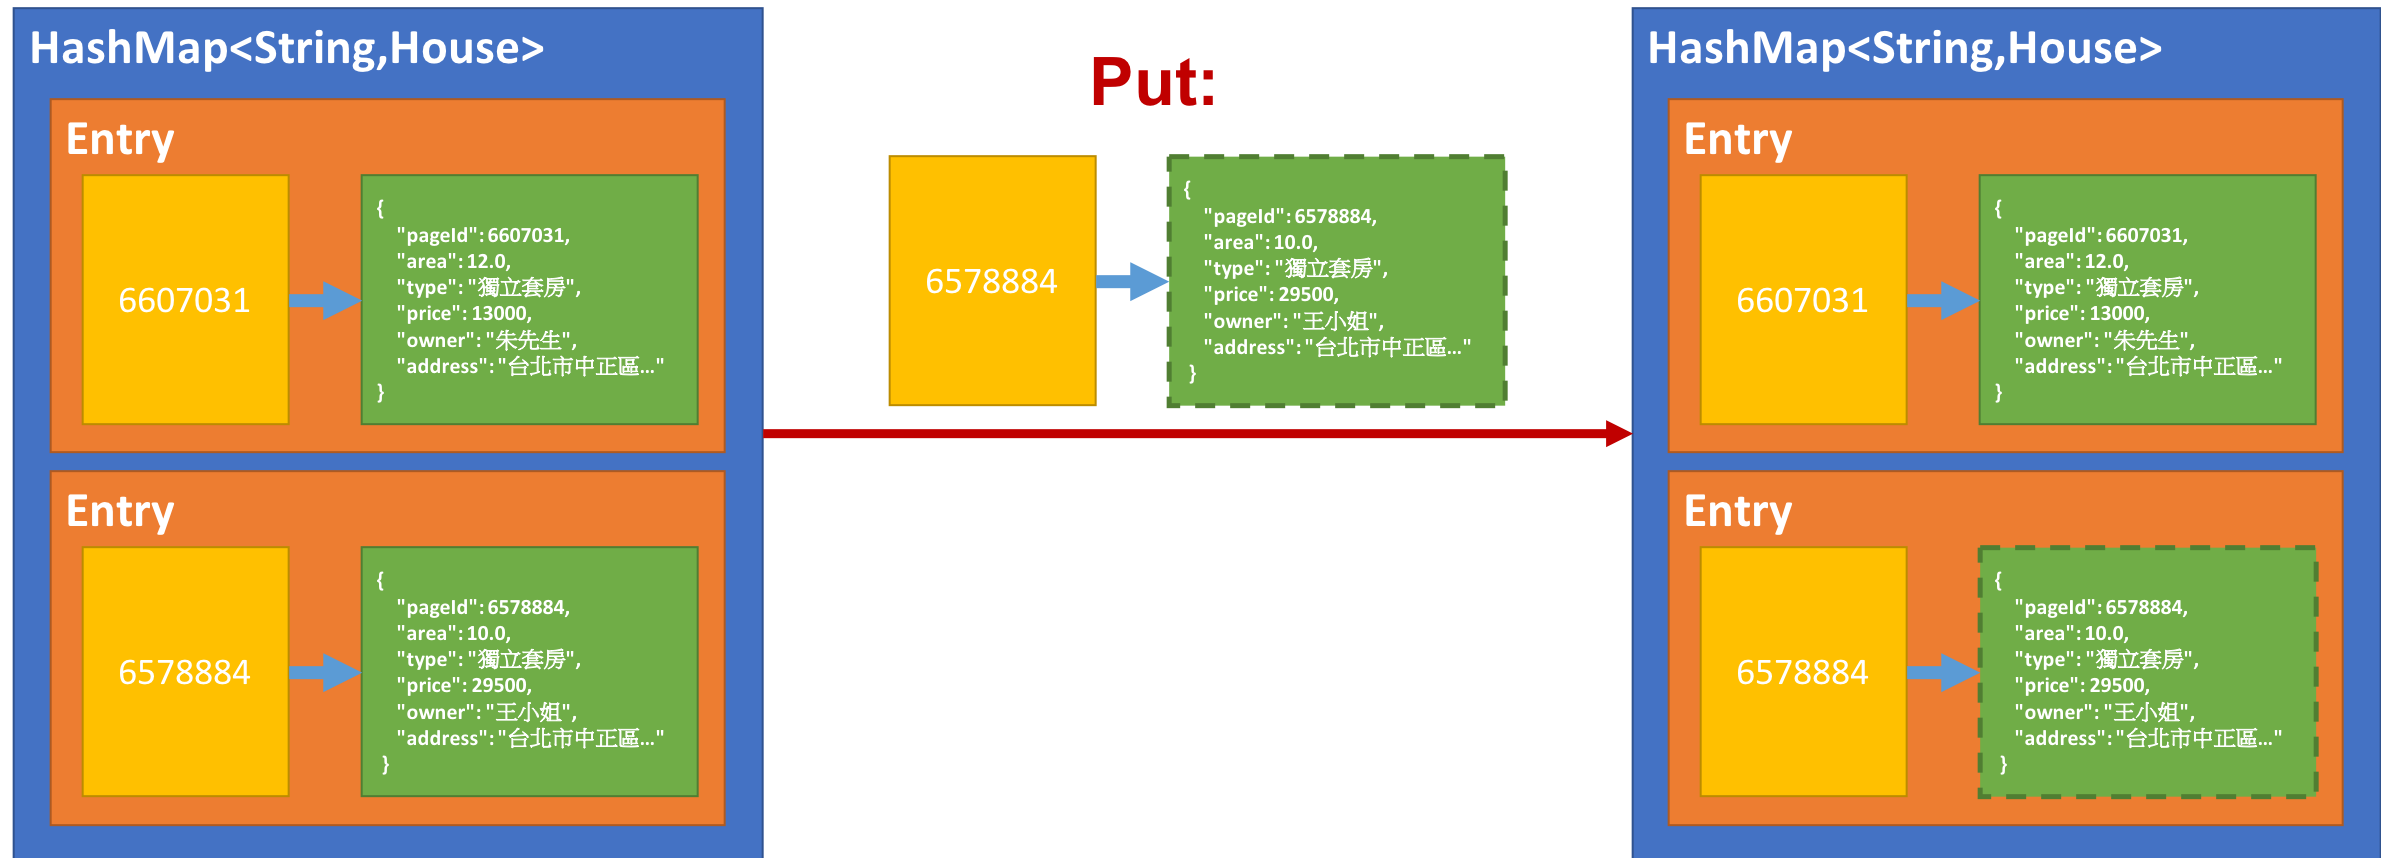 HashMap<String,House>
Entry
6607031
{
"pageId": 6607031,
"area": 12.0,
"type": "獨立套房",
"price": 13000,
"owner": "朱先生",
"address": "台北市中正區..."
}
Entry
6578884
{
"pageId": 6578884,
"area": 10.0,
"type": "獨立套房",
"price": 29500,
"owner": "王小姐",
"address": "台北市中正區..."
}
Put:
6578884
{
"pageId": 6578884,
"area": 10.0,
"type": "獨立套房",
"price": 29500,
"owner": "王小姐",
"address": "台北市中正區..."
}
HashMap<String,House>
Entry
6607031
{
"pageId": 6607031,
"area": 12.0,
"type": "獨立套房",
"price": 13000,
"owner": "朱先生",
"address": "台北市中正區..."
}
Entry
6578884
{
"pageId": 6578884,
"area": 10.0,
"type": "獨立套房",
"price": 29500,
"owner": "王小姐",
"address": "台北市中正區..."
}